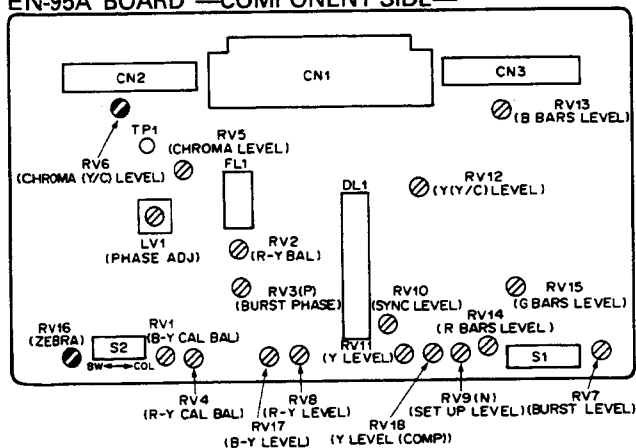 EN-95A BOARD —COMPONENT SIDE—
CN2
CN1
CN3
RV13
(B BARS LEVEL)
TP1
RV6
(CHROMA (Y/C) LEVEL)
RV5
(CHROMA LEVEL)
FL1
DL1
RV12
(Y(Y/C) LEVEL)
LV1
(PHASE ADJ)
RV2
(R-Y BAL)
RV3(P)
(BURST PHASE)
RV10
(SYNC LEVEL)
RV15
(G BARS LEVEL)
RV14
(R BARS LEVEL)
RV16
(ZEBRA)
S2
BW COL
RV1
(B-Y CAL BAL)
RV11
(Y LEVEL)
S1
RV4
(R-Y CAL BAL)
RV17
(B-Y LEVEL)
RV8
(R-Y LEVEL)
RV18
(Y LEVEL (COMP))
RV9(N)
(SET UP LEVEL)
RV7
(BURST LEVEL)